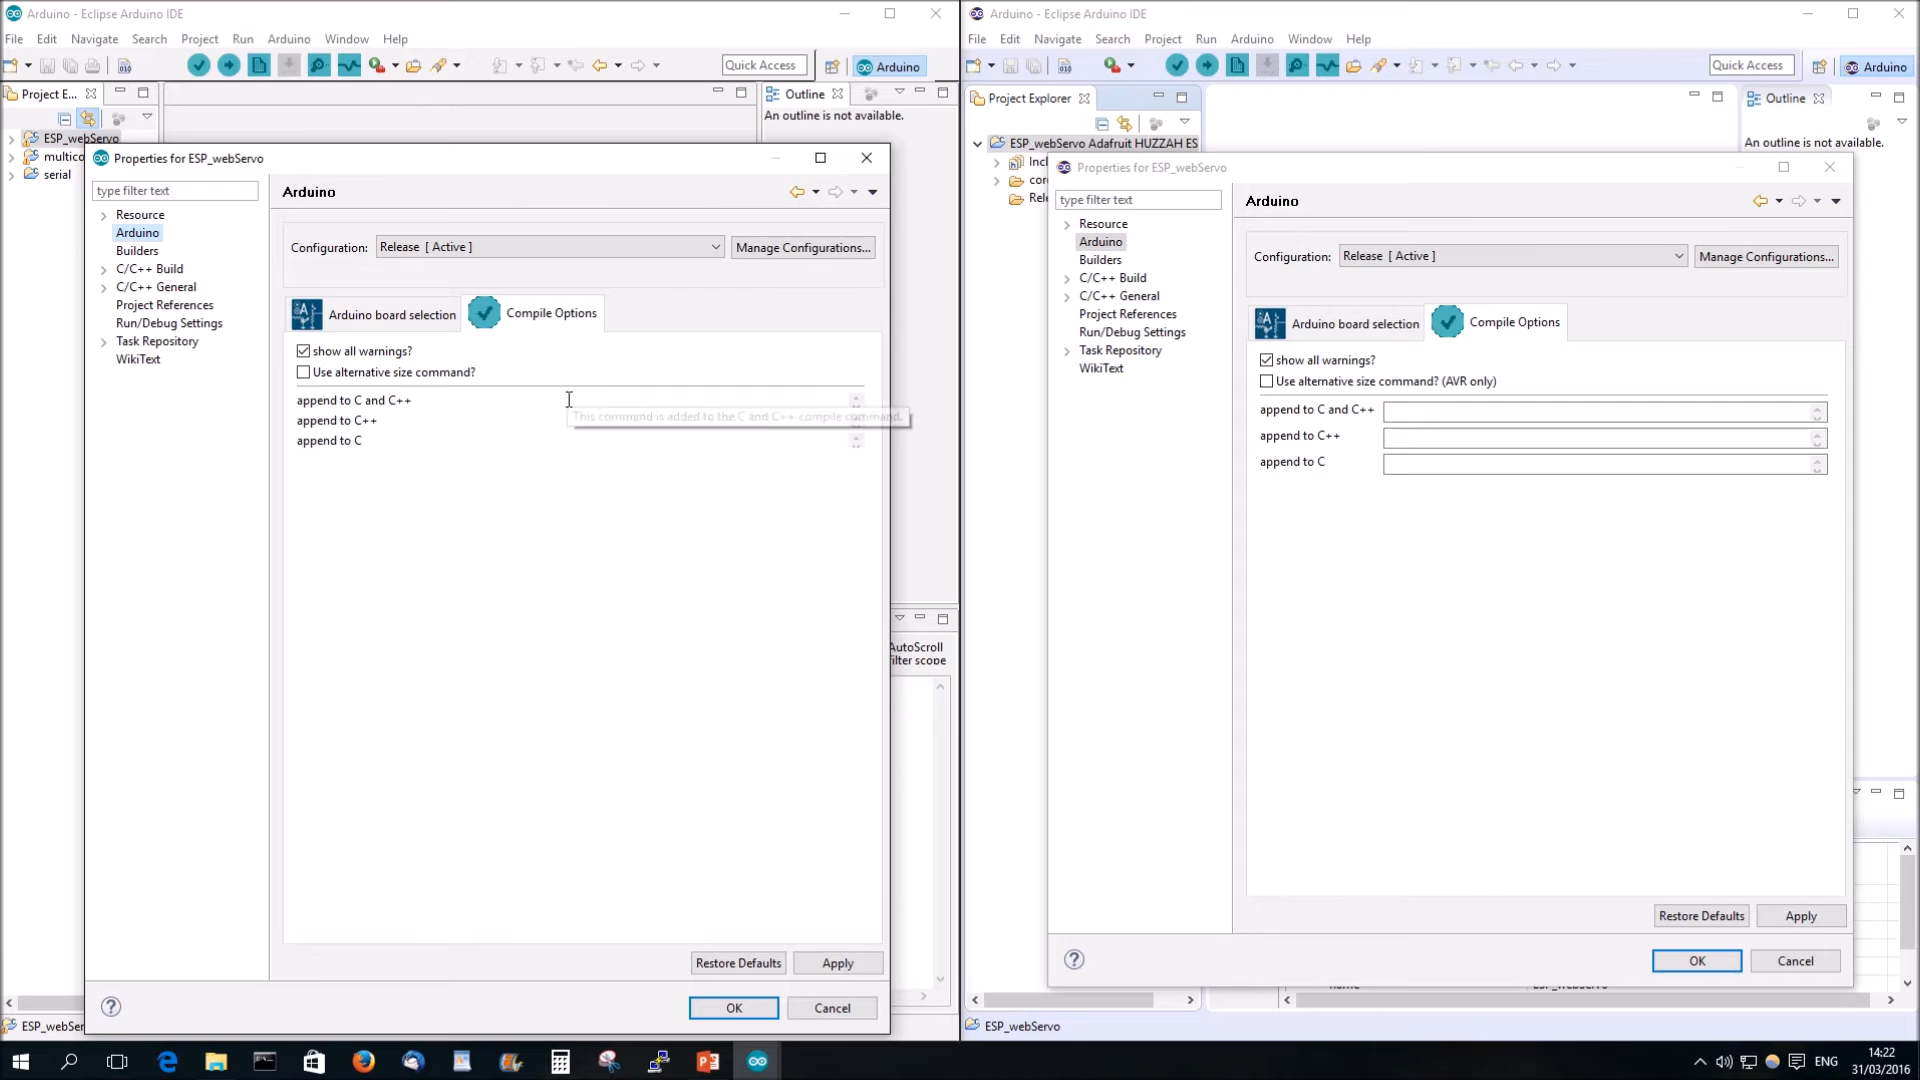 Arduino - Eclipse Arduino IDE
File Edit Navigate Search Project Run Arduino Window Help
Quick Access
Arduino
Project E...
Outline
An outline is not available.
ESP_webServo
multico
serial
Properties for ESP_webServo
type filter text
Resource
Arduino
Builders
C/C++ Build
C/C++ General
Project References
Run/Debug Settings
Task Repository
WikiText
Arduino
Configuration:
Release [ Active ]
Manage Configurations...
Arduino board selection
Compile Options
show all warnings?
Use alternative size command?
append to C and C++
This command is added to the C and C++ compile command.
append to C++
append to C
AutoScroll
filter scope
Restore Defaults
Apply
OK
Cancel
ESP_webSer
Arduino - Eclipse Arduino IDE
File Edit Navigate Search Project Run Arduino Window Help
Quick Access
Arduino
Project Explorer
Outline
An outline is not available.
ESP_webServo Adafruit HUZZAH ES
Incl
cor
Rele
Properties for ESP_webServo
type filter text
Resource
Arduino
Builders
C/C++ Build
C/C++ General
Project References
Run/Debug Settings
Task Repository
WikiText
Arduino
Configuration:
Release [ Active ]
Manage Configurations...
Arduino board selection
Compile Options
show all warnings?
Use alternative size command? (AVR only)
append to C and C++
append to C++
append to C
Restore Defaults
Apply
OK
Cancel
ESP_webServo
ENG
14:22
31/03/2016